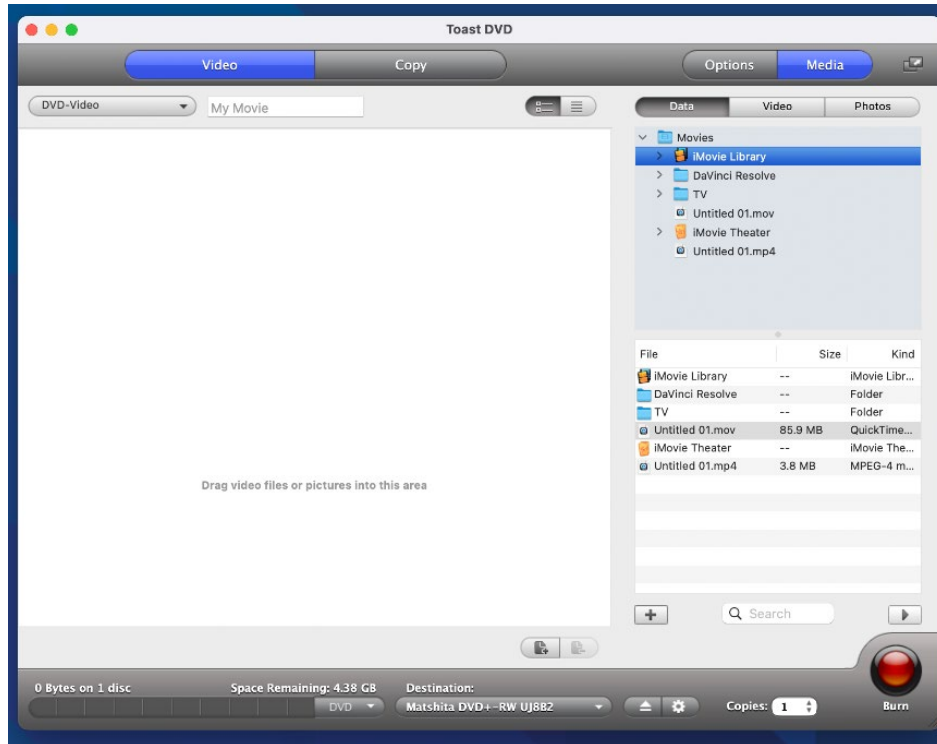 Toast DVD
Video Copy Options Media
DVD-Video My Movie Data Video Photos
Movies
iMovie Library
DaVinci Resolve
TV
Untitled 01.mov
iMovie Theater
Untitled 01.mp4
File Size Kind
iMovie Library -- iMovie Libr...
DaVinci Resolve -- Folder
TV -- Folder
Untitled 01.mov 85.9 MB QuickTime...
iMovie Theater -- iMovie The...
Untitled 01.mp4 3.8 MB MPEG-4 m...
Drag video files or pictures into this area
Search
0 Bytes on 1 disc Space Remaining: 4.38 GB Destination:
DVD Matshita DVD+-RW UJ8B2 Copies: 1 Burn